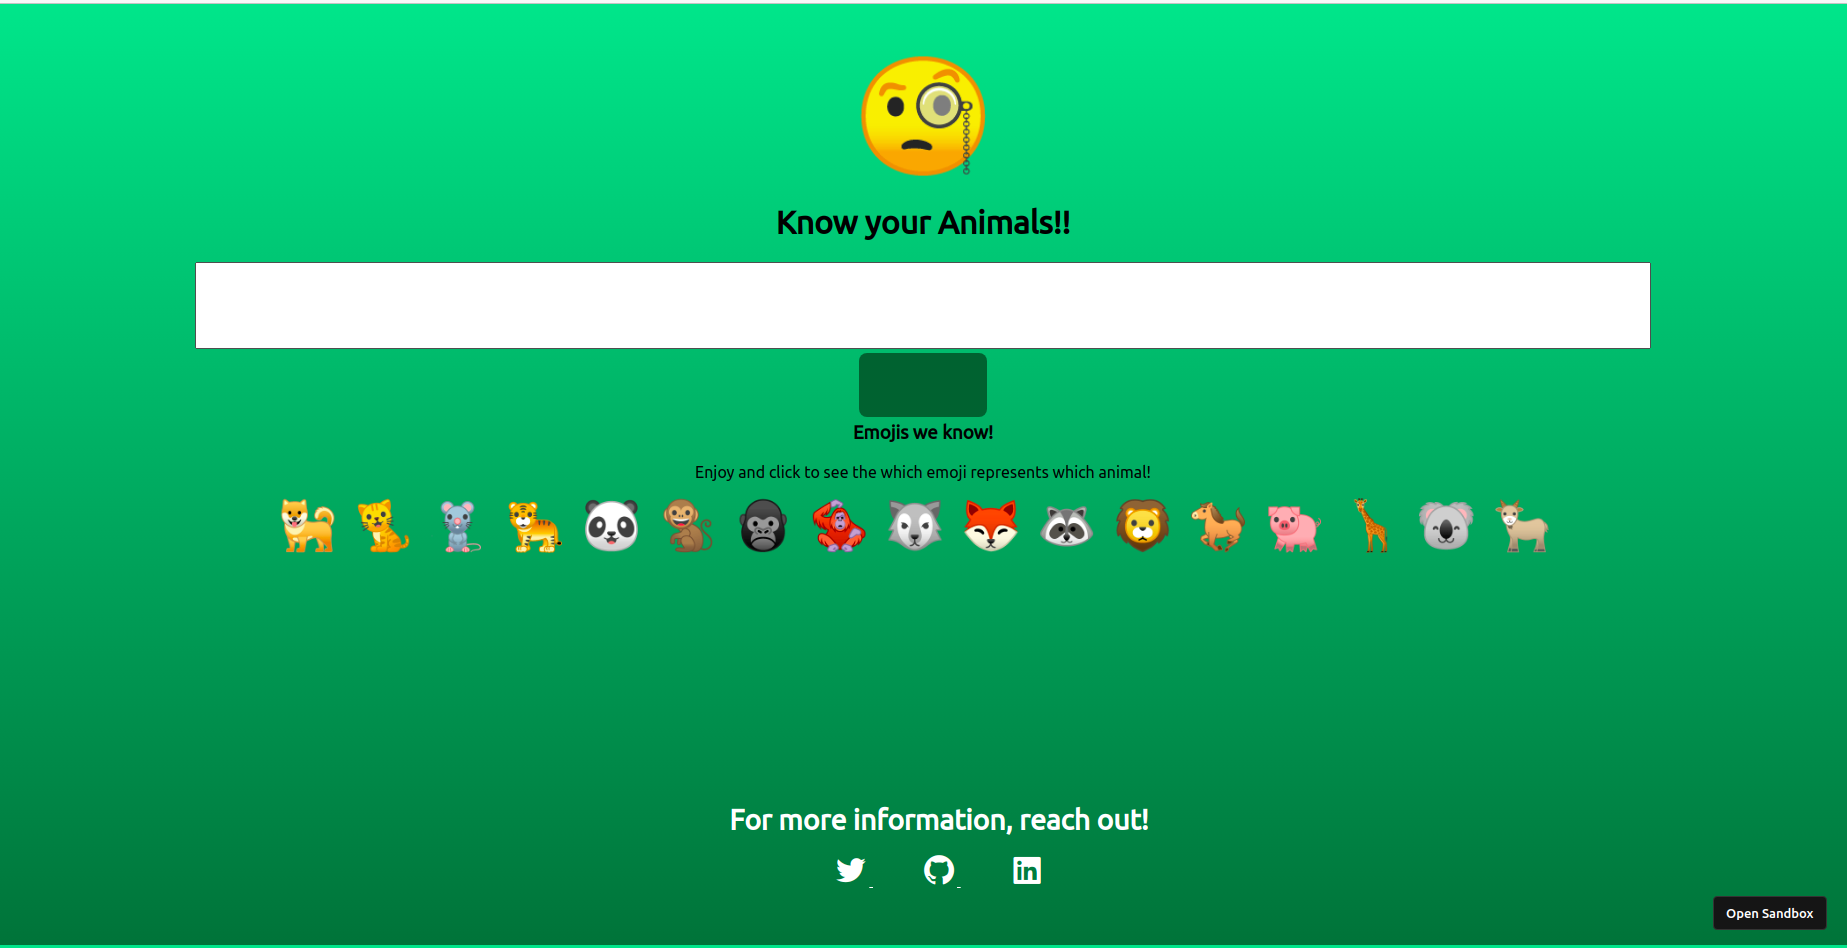 Know your Animals!!
Emojis we know!
Enjoy and click to see the which emoji represents which animal!
For more information, reach out!
in
Open Sandbox